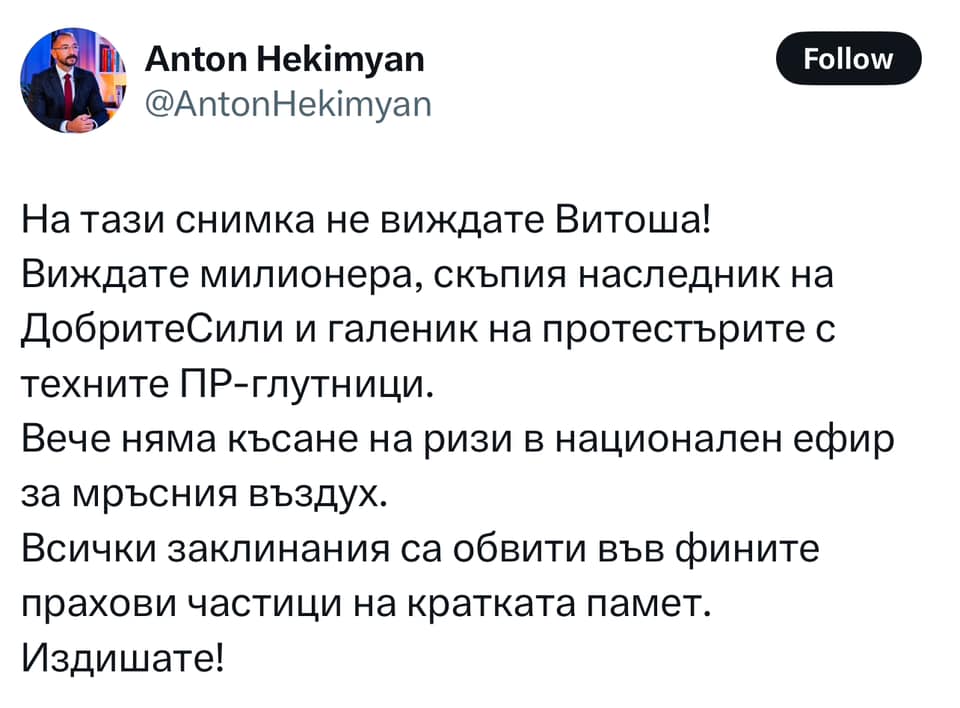 Anton Hekimyan
@AntonHekimyan
Follow
На тази снимка не виждате Витоша!
Виждате милионера, скъпия наследник на
ДобритеСили и галеник на протестърите с
техните ПР-глутници.
Вече няма късане на ризи в национален ефир
за мръсния въздух.
Всички заклинания са обвити във фините
прахови частици на кратката памет.
Издишате!